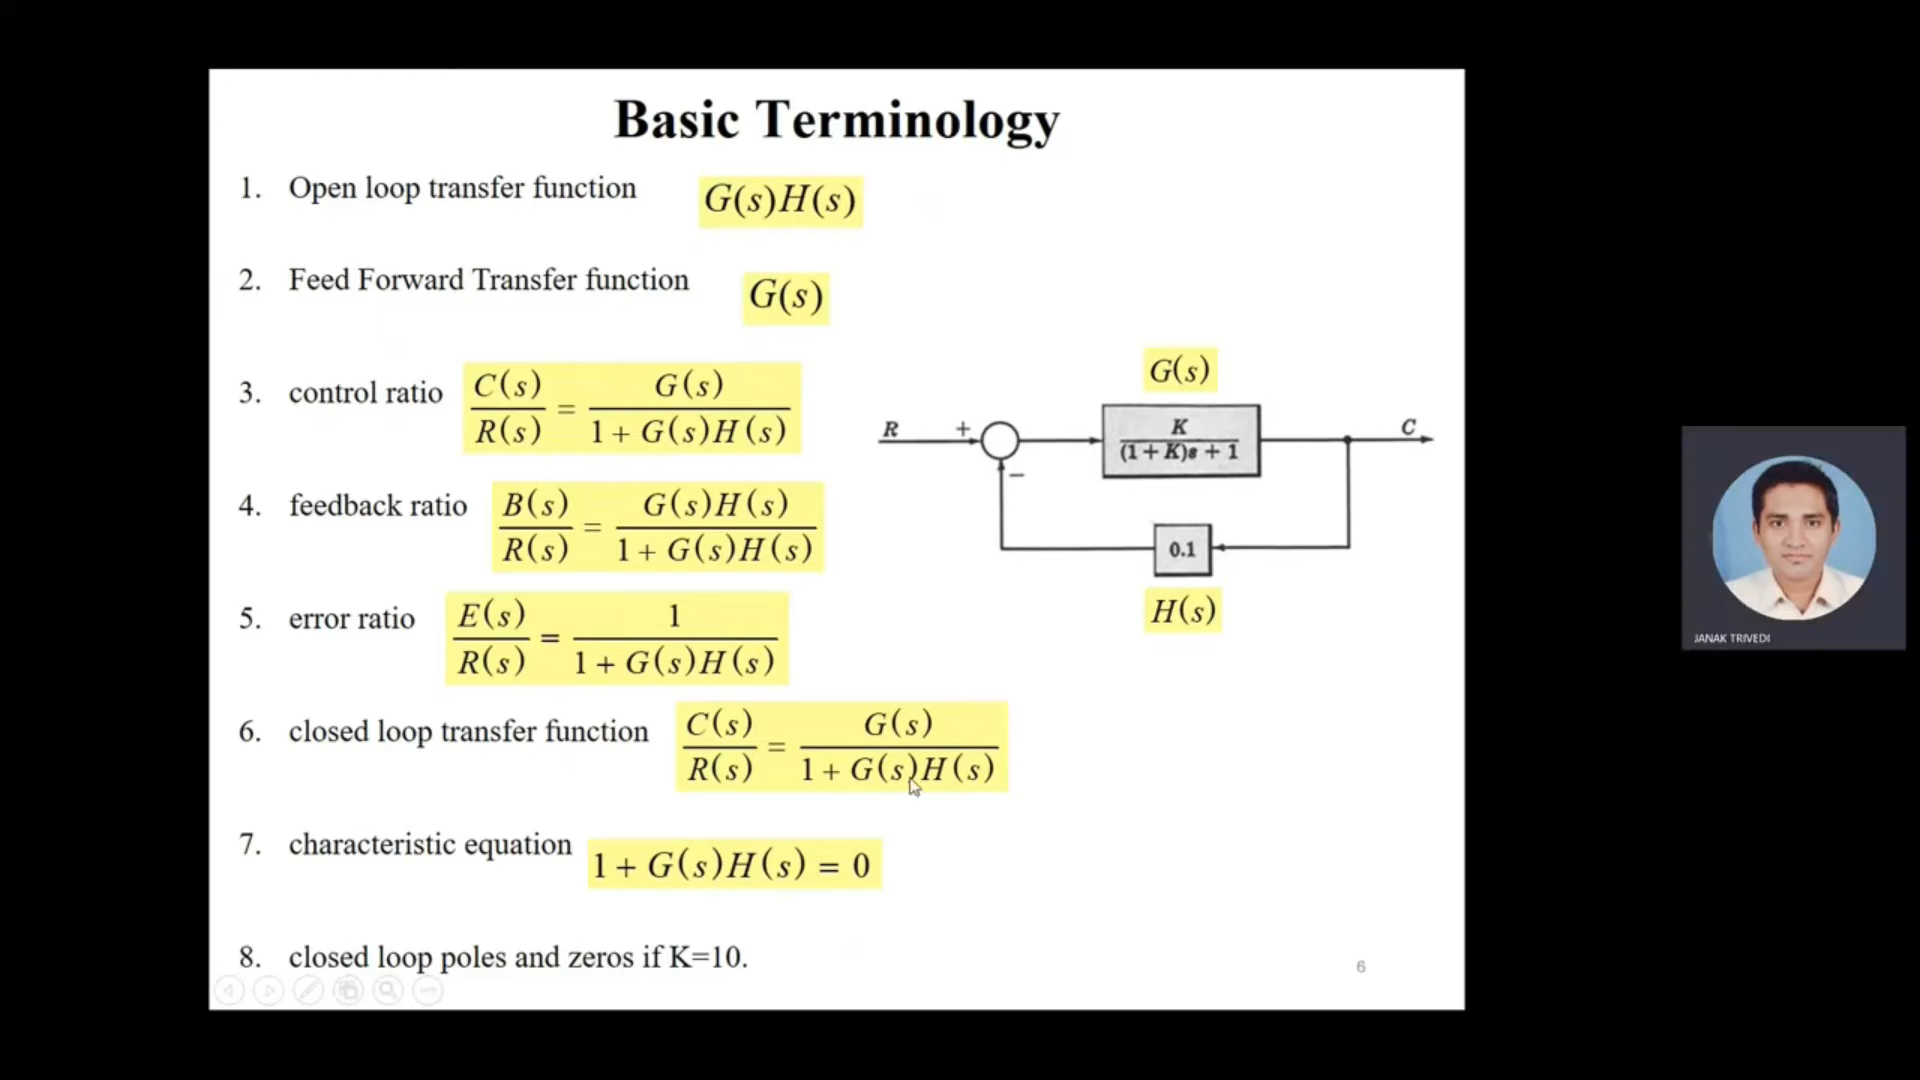 Basic Terminology
1. Open loop transfer function G(s)H(s)
2. Feed Forward Transfer function G(s)
3. control ratio C(s)/R(s) = G(s)/(1 + G(s)H(s))
4. feedback ratio B(s)/R(s) = G(s)H(s)/(1 + G(s)H(s))
5. error ratio E(s)/R(s) = 1/(1 + G(s)H(s))
6. closed loop transfer function C(s)/R(s) = G(s)/(1 + G(s)H(s))
7. characteristic equation 1 + G(s)H(s) = 0
8. closed loop poles and zeros if K=10.
G(s)
R + K/((1 + K)s + 1) C
−
0.1
H(s)
6
JANAK TRIVEDI